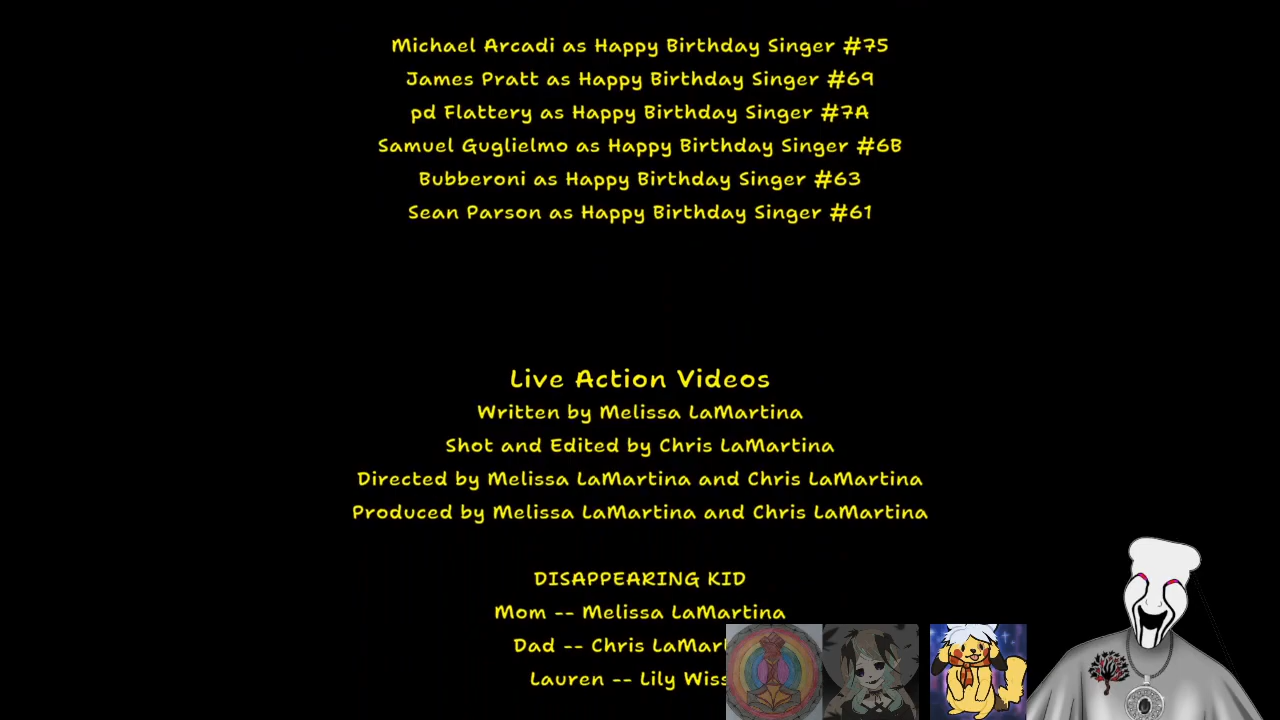 Michael Arcadi as Happy Birthday Singer #75
James Pratt as Happy Birthday Singer #69
pd Flattery as Happy Birthday Singer #7A
Samuel Guglielmo as Happy Birthday Singer #6B
Bubberoni as Happy Birthday Singer #63
Sean Parson as Happy Birthday Singer #61
Live Action Videos
Written by Melissa LaMartina
Shot and Edited by Chris LaMartina
Directed by Melissa LaMartina and Chris LaMartina
Produced by Melissa LaMartina and Chris LaMartina
DISAPPEARING KID
Mom -- Melissa LaMartina
Dad -- Chris
Lauren -- Lily